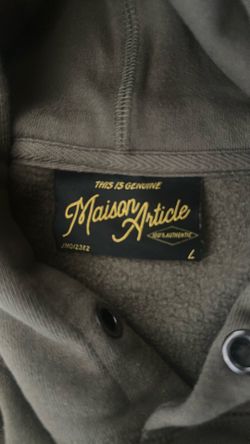 THIS IS GENUINE
Maison Article
100% AUTHENTIC
L